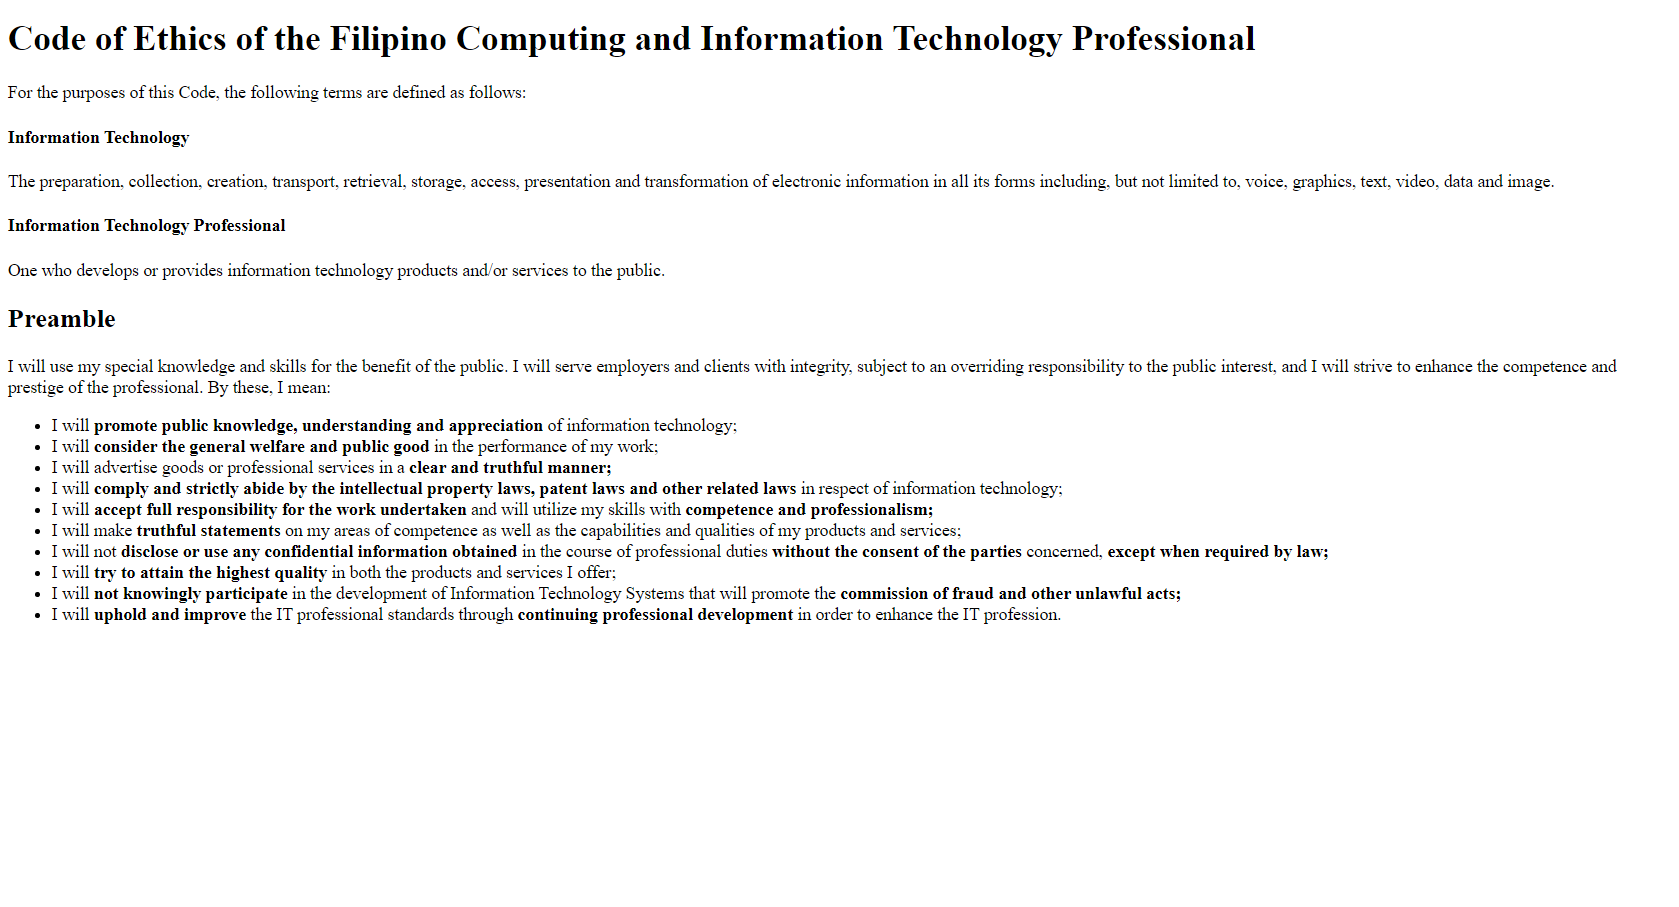 Code of Ethics of the Filipino Computing and Information Technology Professional
For the purposes of this Code, the following terms are defined as follows:
Information Technology
The preparation, collection, creation, transport, retrieval, storage, access, presentation and transformation of electronic information in all its forms including, but not limited to, voice, graphics, text, video, data and image.
Information Technology Professional
One who develops or provides information technology products and/or services to the public.
Preamble
I will use my special knowledge and skills for the benefit of the public. I will serve employers and clients with integrity, subject to an overriding responsibility to the public interest, and I will strive to enhance the competence and
prestige of the professional. By these, I mean:
• I will promote public knowledge, understanding and appreciation of information technology;
• I will consider the general welfare and public good in the performance of my work;
• I will advertise goods or professional services in a clear and truthful manner;
• I will comply and strictly abide by the intellectual property laws, patent laws and other related laws in respect of information technology;
• I will accept full responsibility for the work undertaken and will utilize my skills with competence and professionalism;
• I will make truthful statements on my areas of competence as well as the capabilities and qualities of my products and services;
• I will not disclose or use any confidential information obtained in the course of professional duties without the consent of the parties concerned, except when required by law;
• I will try to attain the highest quality in both the products and services I offer;
• I will not knowingly participate in the development of Information Technology Systems that will promote the commission of fraud and other unlawful acts;
• I will uphold and improve the IT professional standards through continuing professional development in order to enhance the IT profession.